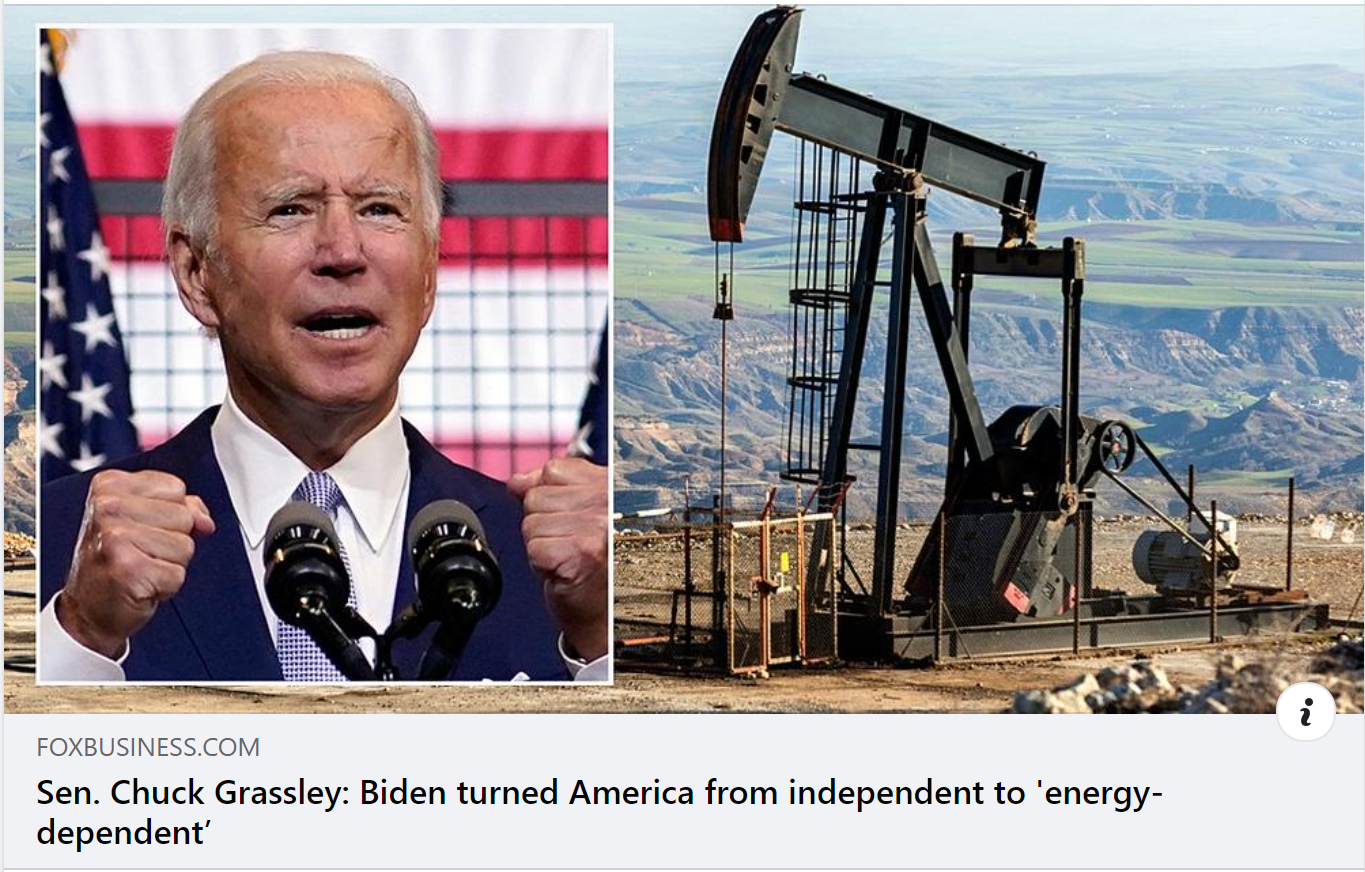 FOXBUSINESS.COM
Sen. Chuck Grassley: Biden turned America from independent to 'energy-
dependent’